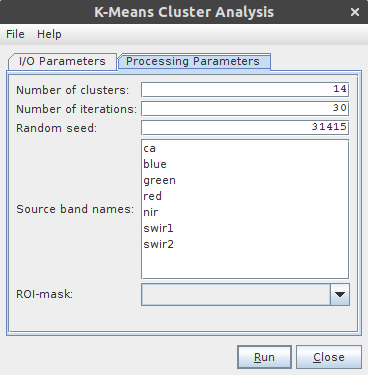 K-Means Cluster Analysis
File Help
I/O Parameters Processing Parameters
Number of clusters: 14
Number of iterations: 30
Random seed: 31415
Source band names:
ca
blue
green
red
nir
swir1
swir2
ROI-mask:
Run Close